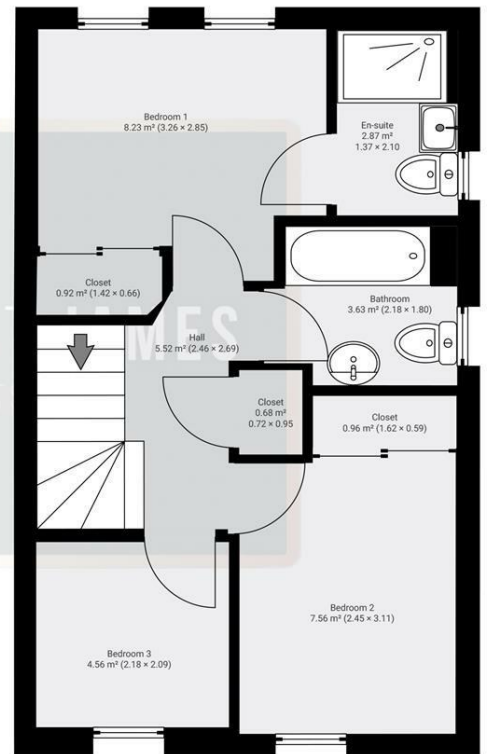 Bedroom 1
8.23 m² (3.26 × 2.85)
En-suite
2.87 m²
1.37 × 2.10
Closet
0.92 m² (1.42 × 0.66)
Bathroom
3.63 m² (2.18 × 1.80)
JAMES
Hall
5.52 m² (2.46 × 2.69)
Closet
0.68 m²
0.72 × 0.95
Closet
0.96 m² (1.62 × 0.59)
Bedroom 2
7.56 m² (2.45 × 3.11)
Bedroom 3
4.56 m² (2.18 × 2.09)